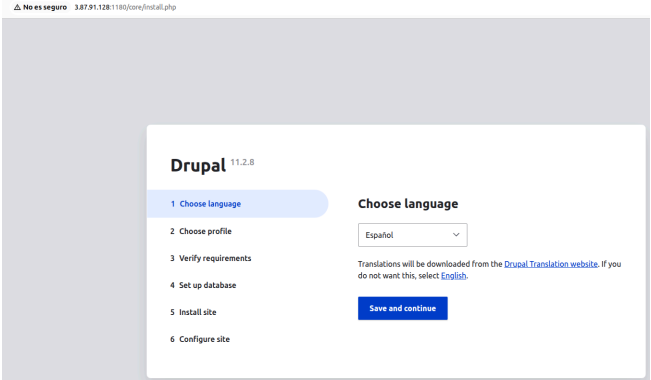 No es seguro 3.87.91.128:1180/core/install.php
Drupal 11.2.8
1 Choose language
2 Choose profile
3 Verify requirements
4 Set up database
5 Install site
6 Configure site
Choose language
Español
Translations will be downloaded from the Drupal Translation website. If you
do not want this, select English.
Save and continue